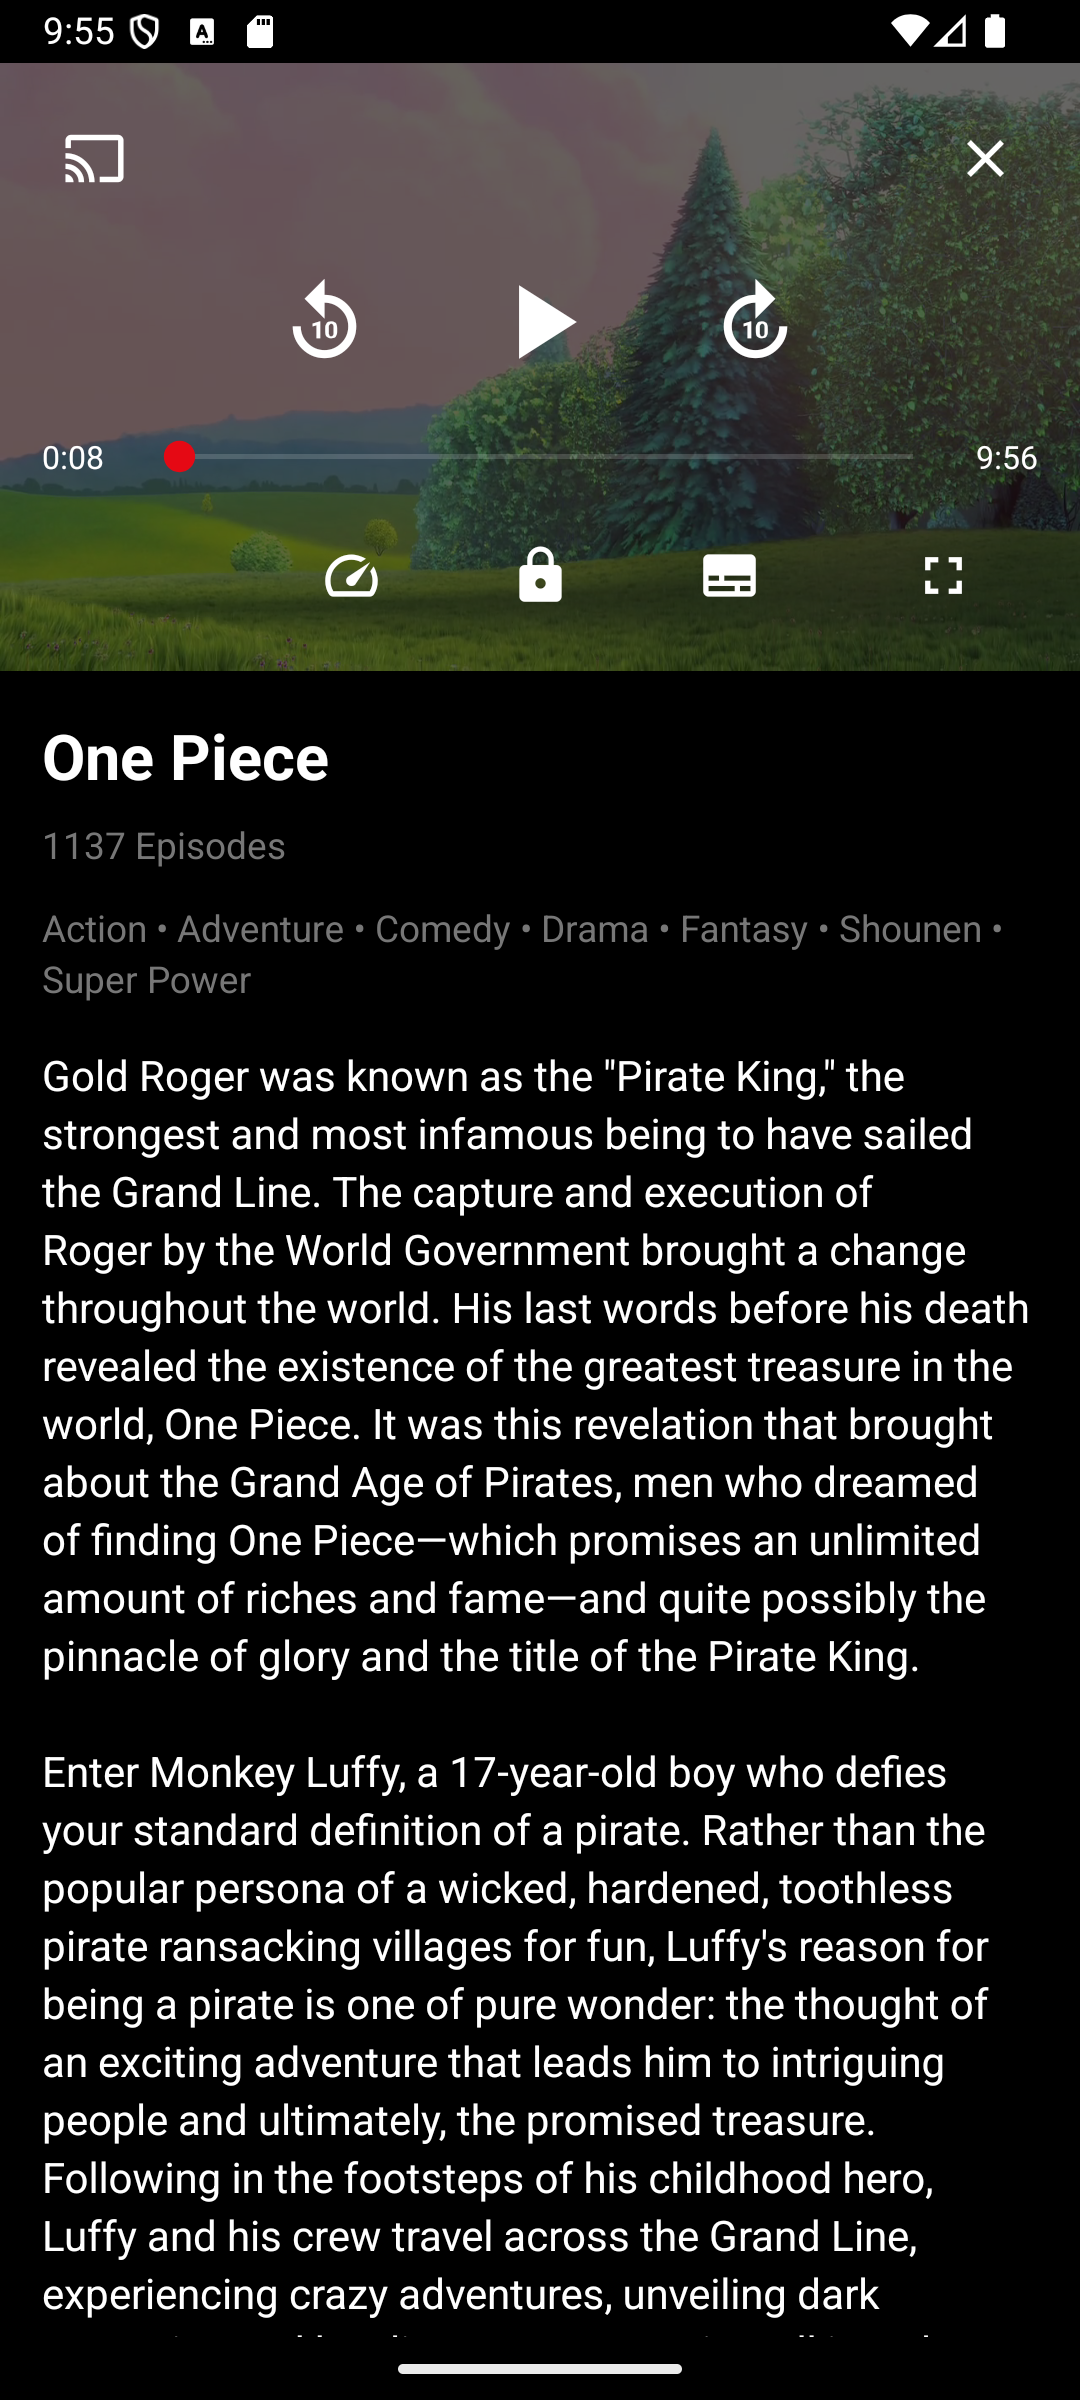 9:55
10
10
0:08
9:56
One Piece
1137 Episodes
Action • Adventure • Comedy • Drama • Fantasy • Shounen •
Super Power
Gold Roger was known as the "Pirate King," the
strongest and most infamous being to have sailed
the Grand Line. The capture and execution of
Roger by the World Government brought a change
throughout the world. His last words before his death
revealed the existence of the greatest treasure in the
world, One Piece. It was this revelation that brought
about the Grand Age of Pirates, men who dreamed
of finding One Piece—which promises an unlimited
amount of riches and fame—and quite possibly the
pinnacle of glory and the title of the Pirate King.
Enter Monkey Luffy, a 17-year-old boy who defies
your standard definition of a pirate. Rather than the
popular persona of a wicked, hardened, toothless
pirate ransacking villages for fun, Luffy's reason for
being a pirate is one of pure wonder: the thought of
an exciting adventure that leads him to intriguing
people and ultimately, the promised treasure.
Following in the footsteps of his childhood hero,
Luffy and his crew travel across the Grand Line,
experiencing crazy adventures, unveiling dark